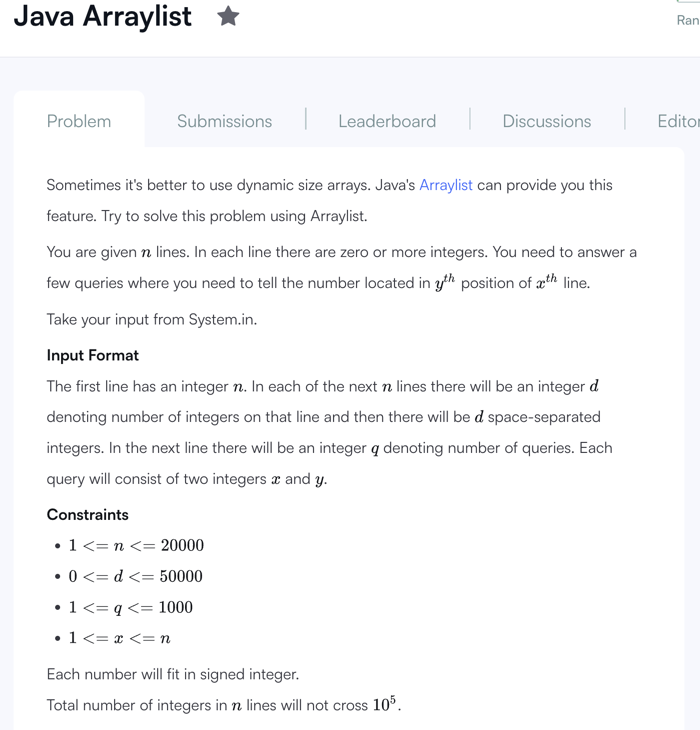 Java Arraylist
Ran
Problem
Submissions
Leaderboard
Discussions
Editor
Sometimes it's better to use dynamic size arrays. Java's Arraylist can provide you this
feature. Try to solve this problem using Arraylist.
You are given n lines. In each line there are zero or more integers. You need to answer a
few queries where you need to tell the number located in y^th position of x^th line.
Take your input from System.in.
Input Format
The first line has an integer n. In each of the next n lines there will be an integer d
denoting number of integers on that line and then there will be d space-separated
integers. In the next line there will be an integer q denoting number of queries. Each
query will consist of two integers x and y.
Constraints
• 1 <= n <= 20000
• 0 <= d <= 50000
• 1 <= q <= 1000
• 1 <= x <= n
Each number will fit in signed integer.
Total number of integers in n lines will not cross 10^5.